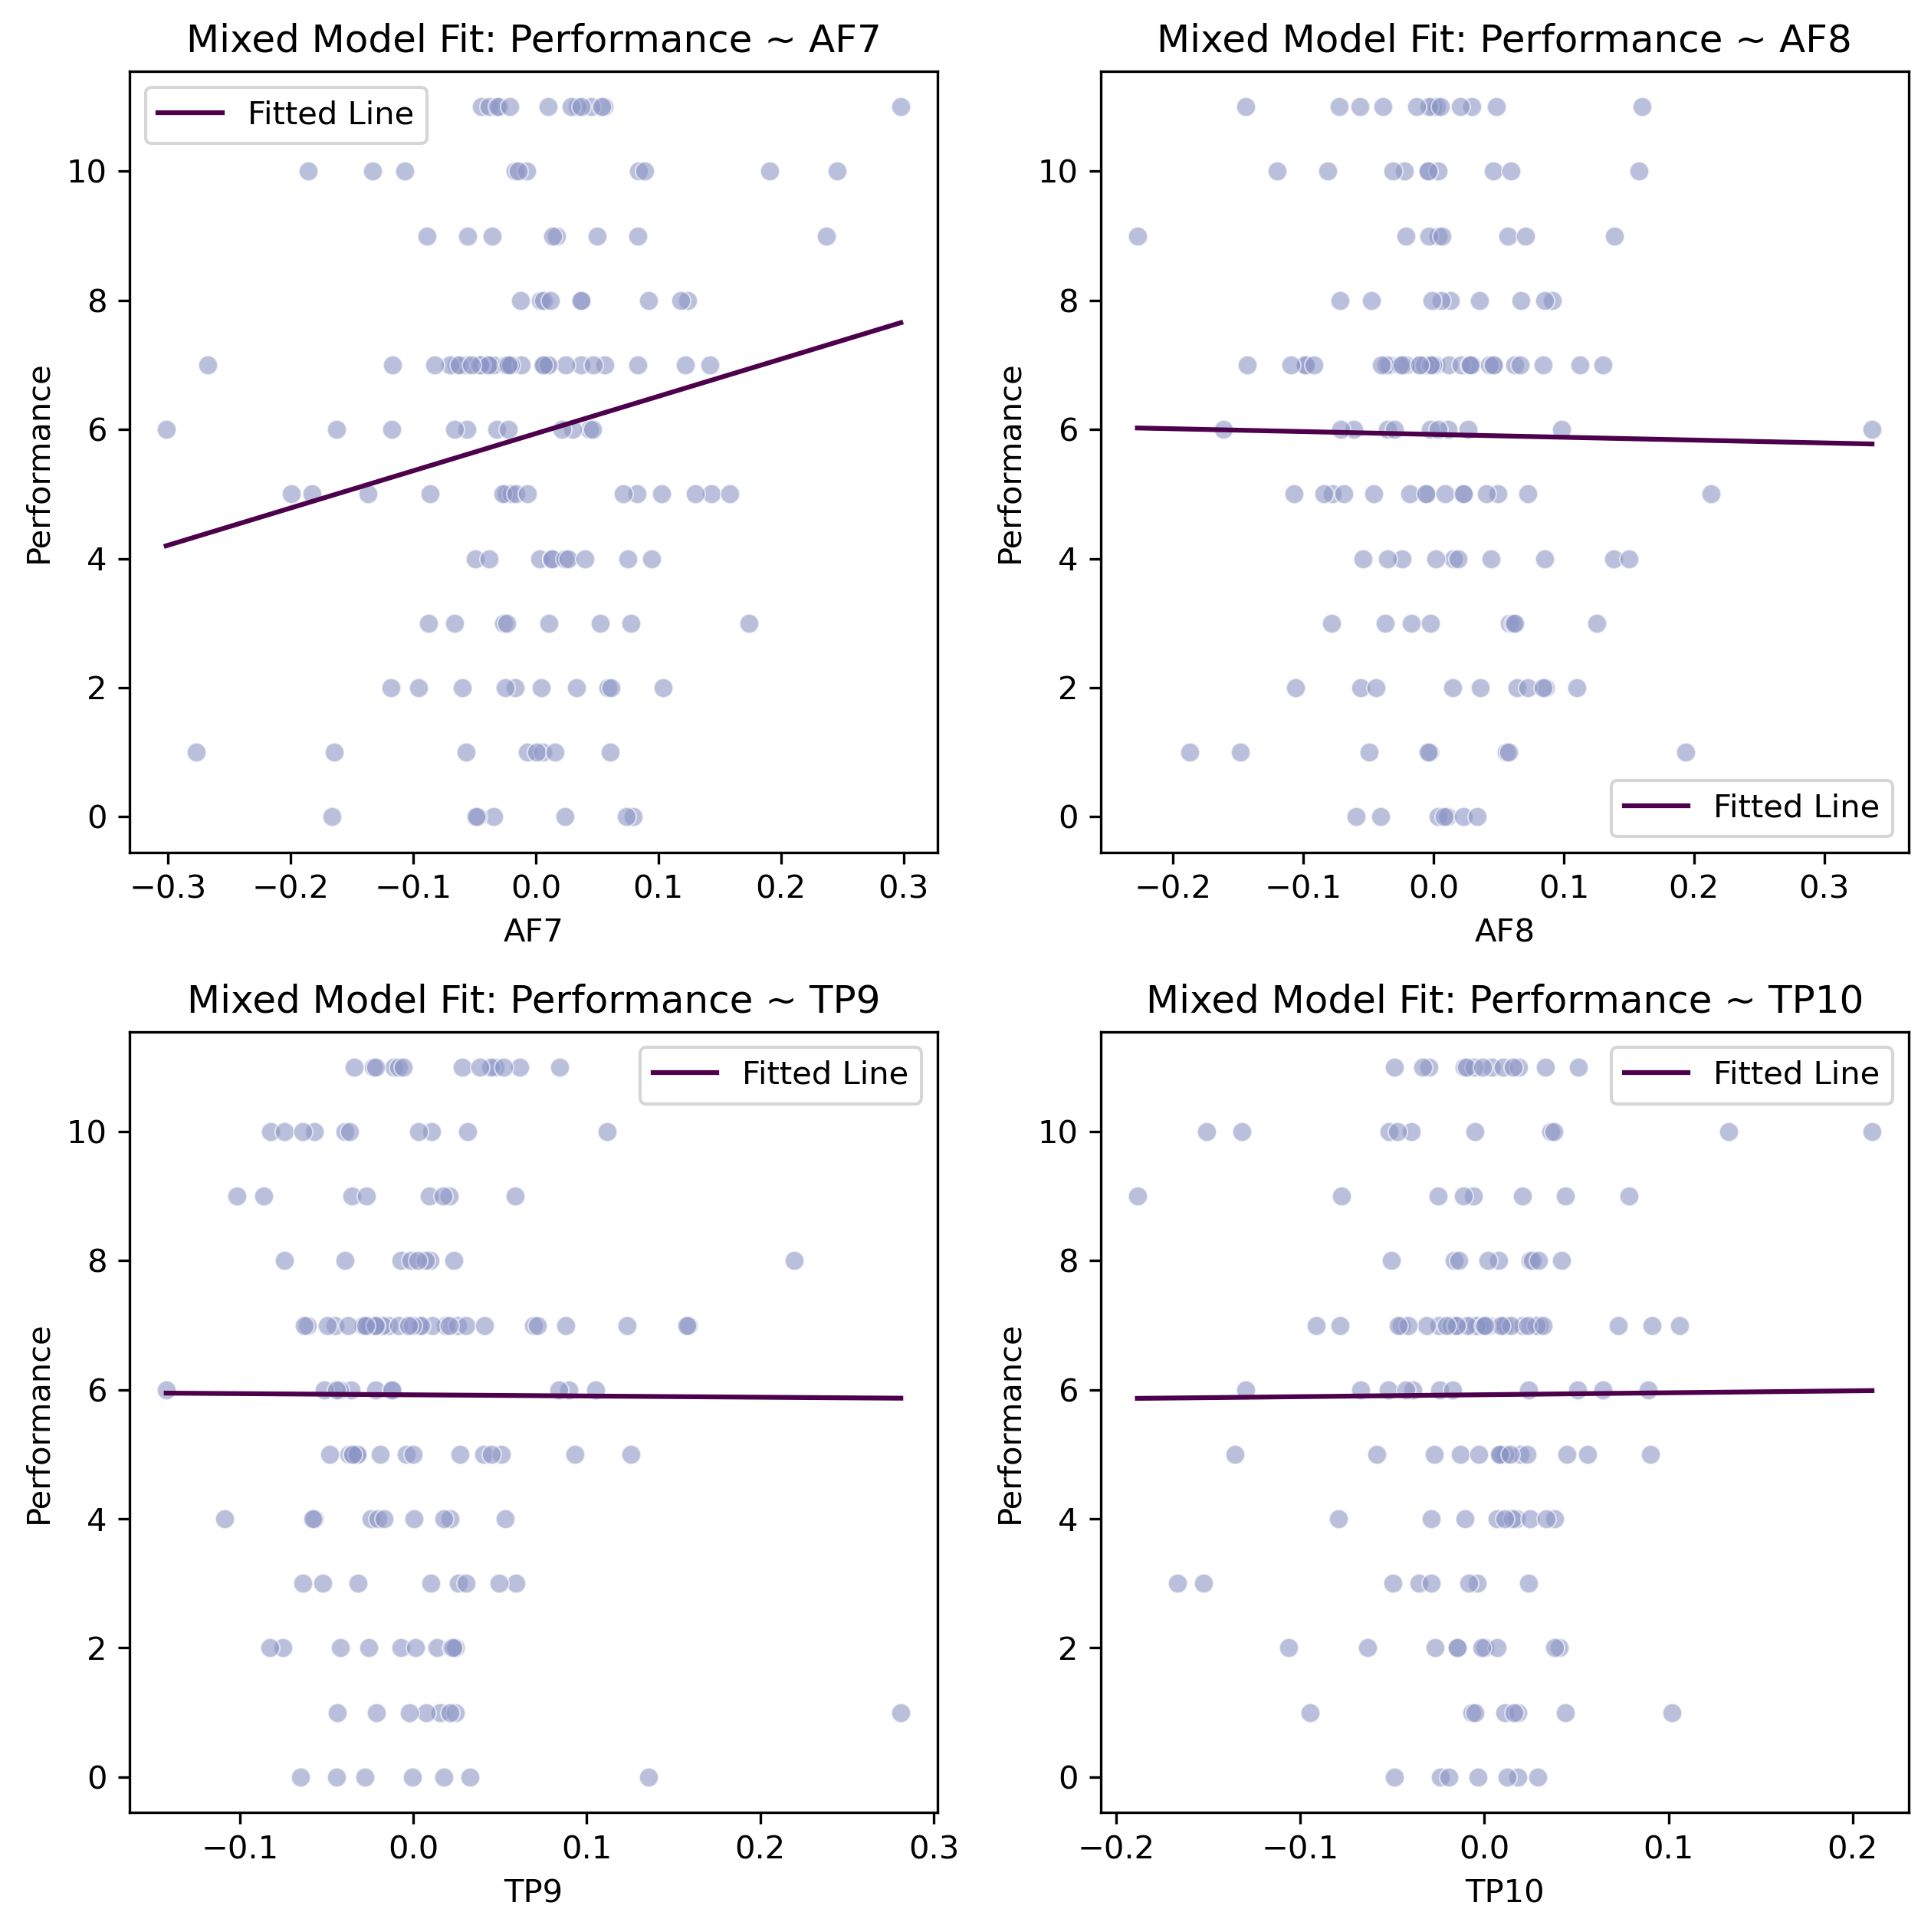 Mixed Model Fit: Performance ~ AF7
Fitted Line
Performance
10
8
6
4
2
0
−0.3 −0.2 −0.1 0.0 0.1 0.2 0.3
AF7
Mixed Model Fit: Performance ~ AF8
Performance
10
8
6
4
2
0
Fitted Line
−0.2 −0.1 0.0 0.1 0.2 0.3
AF8
Mixed Model Fit: Performance ~ TP9
Fitted Line
Performance
10
8
6
4
2
0
−0.1 0.0 0.1 0.2 0.3
TP9
Mixed Model Fit: Performance ~ TP10
Fitted Line
Performance
10
8
6
4
2
0
−0.2 −0.1 0.0 0.1 0.2
TP10